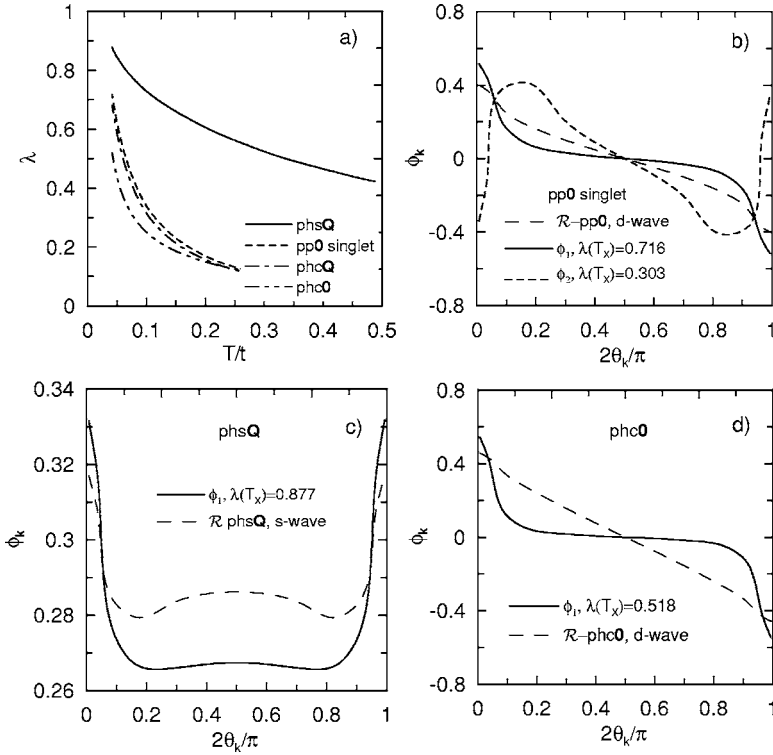 1
0.8
0.6
0.4
0.2
0
λ
a)
phsQ
pp0 singlet
phcQ
phc0
0
0.1
0.2
0.3
0.4
0.5
T/t
0.8
0.4
0
-0.4
-0.8
ϕk
b)
pp0 singlet
R−pp0, d-wave
ϕ1, λ(TX)=0.716
ϕ2, λ(TX)=0.303
0
0.2
0.4
0.6
0.8
1
2θk/π
0.34
0.32
0.3
0.28
0.26
ϕk
phsQ
c)
ϕ1, λ(TX)=0.877
R phsQ, s-wave
0
0.2
0.4
0.6
0.8
1
2θk/π
0.8
0.4
0
-0.4
-0.8
ϕk
phc0
d)
ϕ1, λ(TX)=0.518
R−phc0, d-wave
0
0.2
0.4
0.6
0.8
1
2θk/π